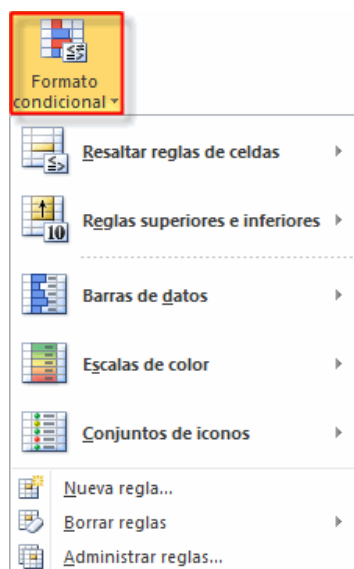 Formato
condicional
Resaltar reglas de celdas
10
Reglas superiores e inferiores
Barras de datos
Escalas de color
Conjuntos de iconos
Nueva regla...
Borrar reglas
Administrar reglas...